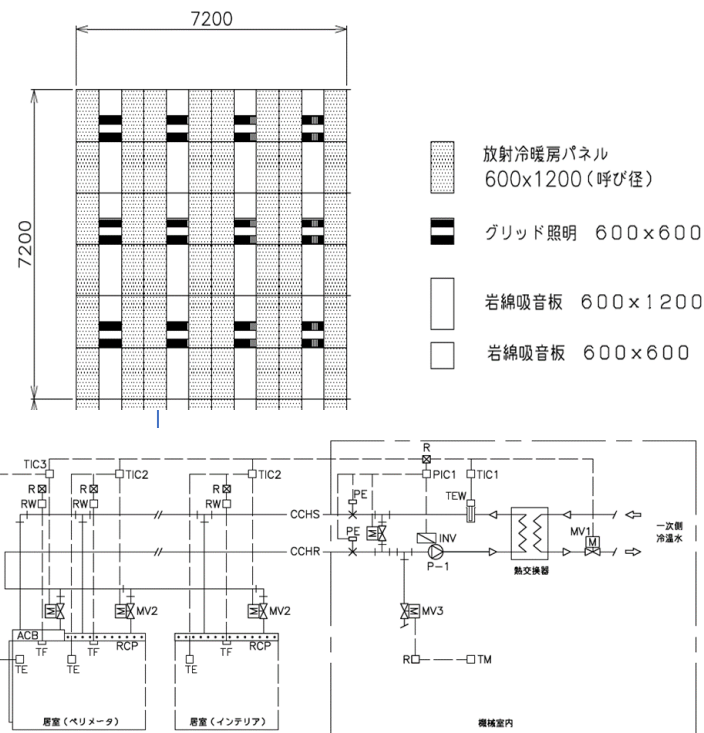 7200
7200
放射冷暖房パネル
600x1200(呼び径)
グリッド照明 600×600
岩綿吸音板 600×1200
岩綿吸音板 600×600
R
TIC3
TIC2
TIC2
PIC1
TIC1
R
R
R
PE
TEW
RW
RW
RW
CCHS
一次側
冷温水
PE
M
INV
MV1
M
CCHR
P-1
熱交換器
M
M
MV2
M
MV2
M
MV3
ACB
TF
TF
RCP
TF
RCP
TE
TE
TE
R
TM
居室(ペリメータ)
居室(インテリア)
機械室内